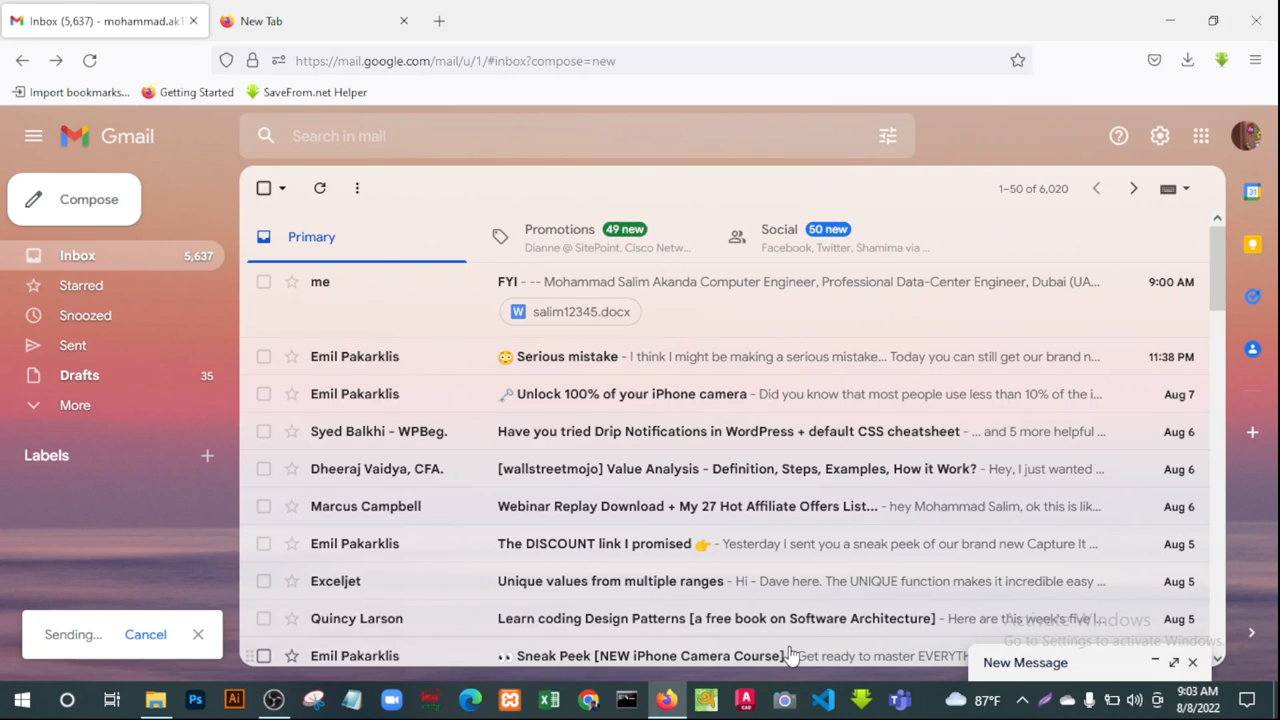 Inbox (5,637) - mohammad.ak1
New Tab
https://mail.google.com/mail/u/1/#inbox?compose=new
Import bookmarks...
Getting Started
SaveFrom.net Helper
Gmail
Search in mail
Compose
1–50 of 6,020
31
Inbox 5,637
Starred
Snoozed
Sent
Drafts 35
More
Labels
Primary
Promotions 49 new
Dianne @ SitePoint, Cisco Netw...
Social 50 new
Facebook, Twitter, Shamima via ...
me FYI - -- Mohammad Salim Akanda Computer Engineer, Professional Data-Center Engineer, Dubai (UA... 9:00 AM
W salim12345.docx
Emil Pakarklis 😳 Serious mistake - I think I might be making a serious mistake... Today you can still get our brand n... 11:38 PM
Emil Pakarklis 🗝️ Unlock 100% of your iPhone camera - Did you know that most people use less than 10% of the i... Aug 7
Syed Balkhi - WPBeg. Have you tried Drip Notifications in WordPress + default CSS cheatsheet - ... and 5 more helpful ... Aug 6
Dheeraj Vaidya, CFA. [wallstreetmojo] Value Analysis - Definition, Steps, Examples, How it Work? - Hey, I just wanted ... Aug 6
Marcus Campbell Webinar Replay Download + My 27 Hot Affiliate Offers List... - hey Mohammad Salim, ok this is lik... Aug 6
Emil Pakarklis The DISCOUNT link I promised 👉 - Yesterday I sent you a sneak peek of our brand new Capture It ... Aug 5
Exceljet Unique values from multiple ranges - Hi - Dave here. The UNIQUE function makes it incredible easy ... Aug 5
Quincy Larson Learn coding Design Patterns [a free book on Software Architecture] - Here are this week's five l... Aug 5
Emil Pakarklis 👀 Sneak Peek [NEW iPhone Camera Course] Get ready to master EVERYTH
Sending... Cancel
Activate Windows
Go to Settings to activate Windows.
New Message
Ps
Ai
A
CAD
87°F
9:03 AM
8/8/2022